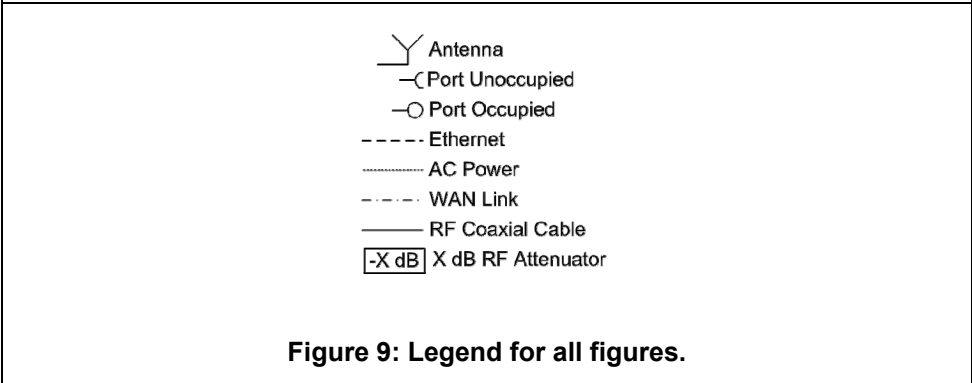 Antenna
Port Unoccupied
Port Occupied
Ethernet
AC Power
WAN Link
RF Coaxial Cable
-X dB X dB RF Attenuator
Figure 9: Legend for all figures.